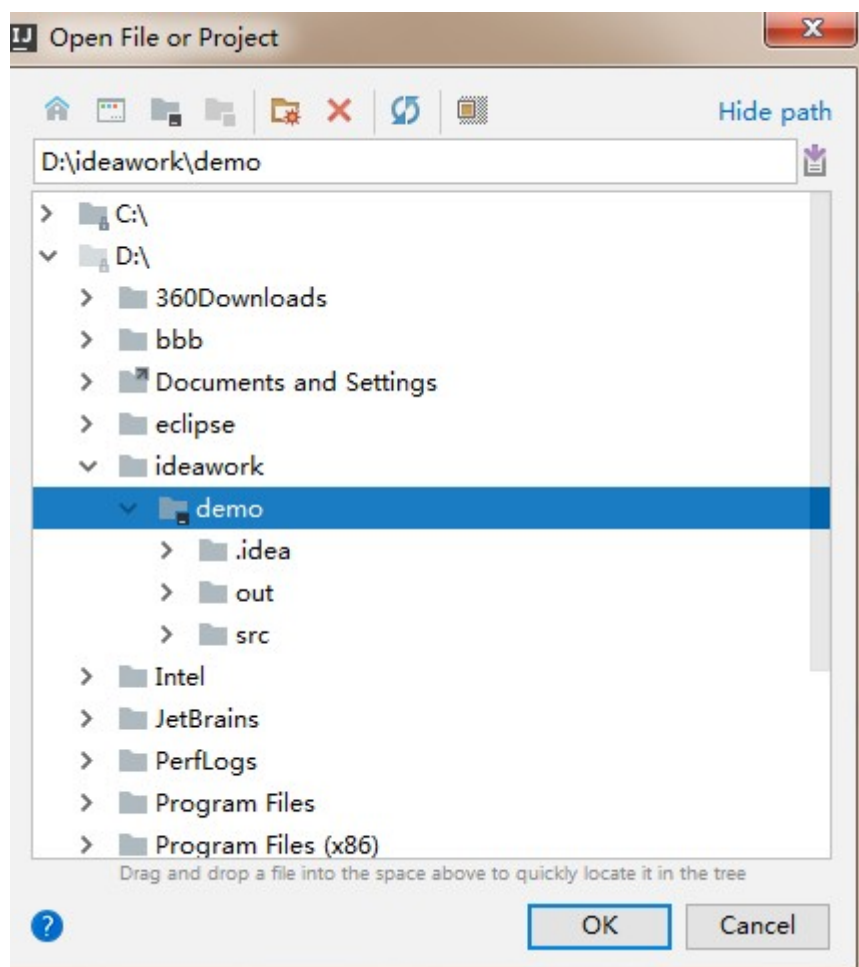 IJ Open File or Project
Hide path
D:\ideawork\demo
C:\
D:\
360Downloads
bbb
Documents and Settings
eclipse
ideawork
demo
.idea
out
src
Intel
JetBrains
PerfLogs
Program Files
Program Files (x86)
Drag and drop a file into the space above to quickly locate it in the tree
? OK Cancel